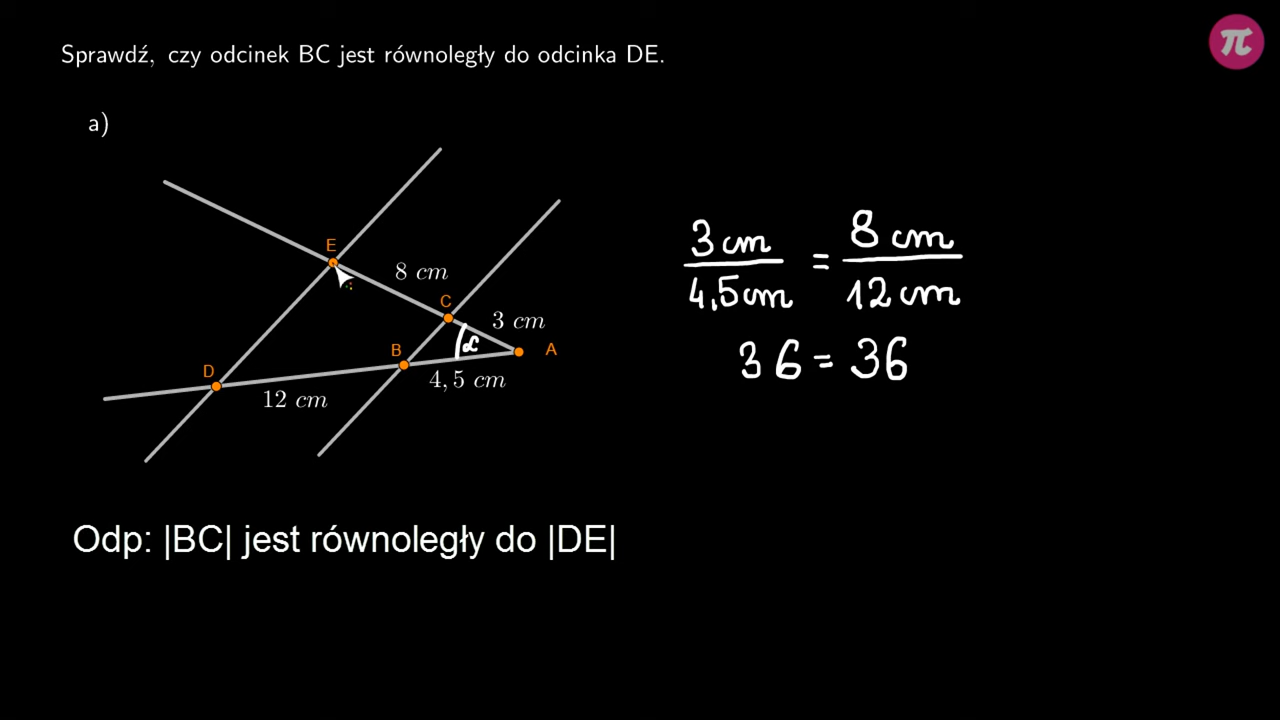 π
Sprawdź, czy odcinek BC jest równoległy do odcinka DE.
a)
E
8 cm
C
3 cm
α
A
B
4,5 cm
D
12 cm
3 cm / 4,5 cm = 8 cm / 12 cm
36 = 36
Odp: |BC| jest równoległy do |DE|